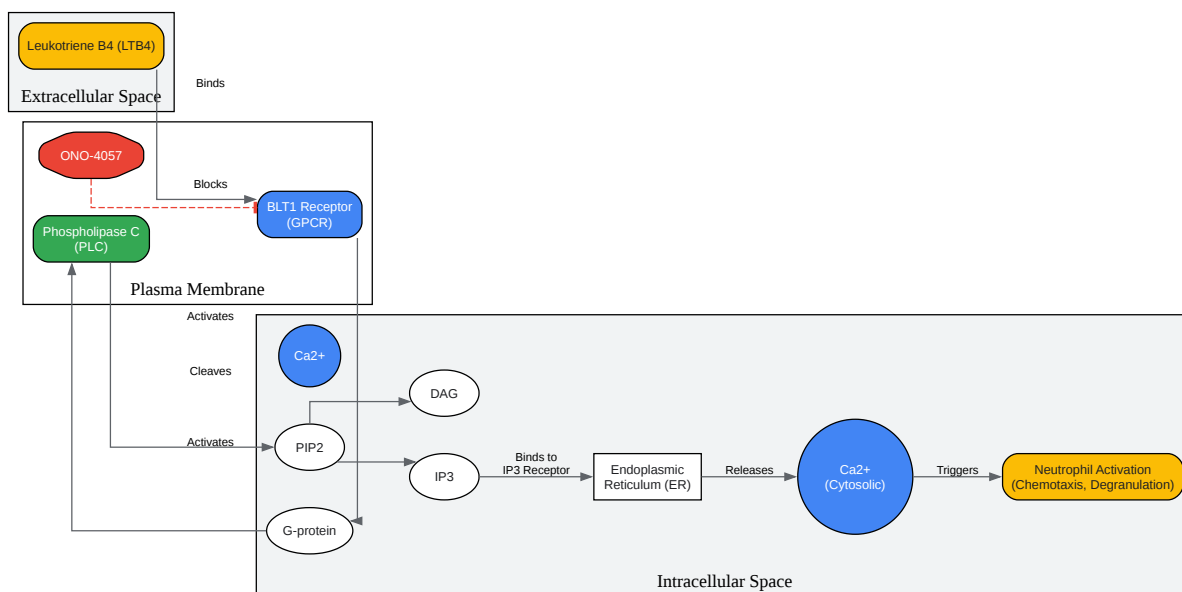 Leukotriene B4 (LTB4)
Extracellular Space
Binds
ONO-4057
Blocks
BLT1 Receptor
(GPCR)
Phospholipase C
(PLC)
Plasma Membrane
Activates
Ca2+
Cleaves
DAG
Activates
PIP2
IP3
Binds to
IP3 Receptor
Endoplasmic
Reticulum (ER)
Releases
Ca2+
(Cytosolic)
Triggers
Neutrophil Activation
(Chemotaxis, Degranulation)
G-protein
Intracellular Space